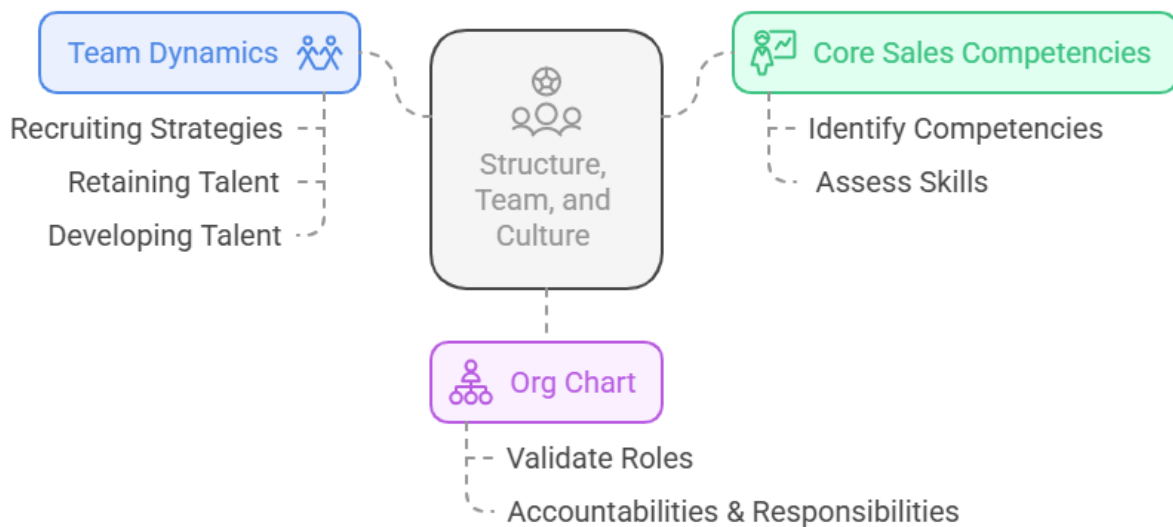 Team Dynamics
Recruiting Strategies
Retaining Talent
Developing Talent
Structure,
Team, and
Culture
Core Sales Competencies
Identify Competencies
Assess Skills
Org Chart
Validate Roles
Accountabilities & Responsibilities